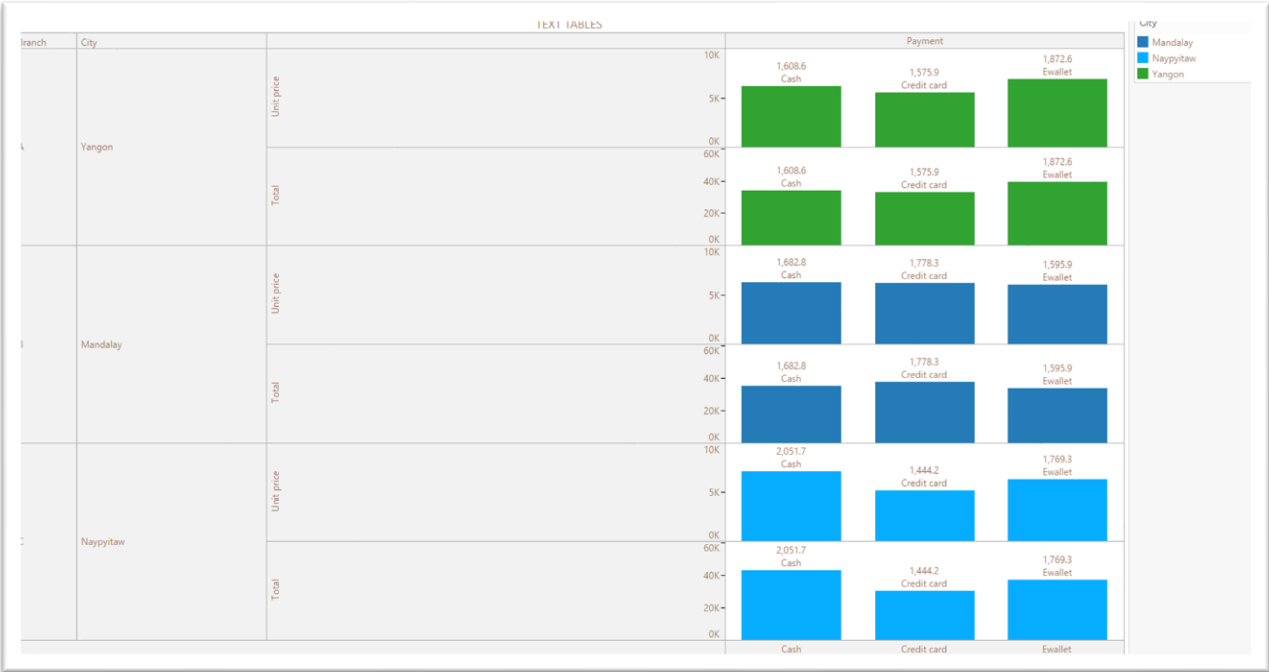 TEXT TABLES
City
Branch City Payment
Mandalay
Naypyitaw
Yangon
A Yangon
Unit price
10K
5K
0K
1,608.6
Cash
1,575.9
Credit card
1,872.6
Ewallet
Total
60K
40K
20K
0K
1,608.6
Cash
1,575.9
Credit card
1,872.6
Ewallet
B Mandalay
Unit price
10K
5K
0K
1,682.8
Cash
1,778.3
Credit card
1,595.9
Ewallet
Total
60K
40K
20K
0K
1,682.8
Cash
1,778.3
Credit card
1,595.9
Ewallet
C Naypyitaw
Unit price
10K
5K
0K
2,051.7
Cash
1,444.2
Credit card
1,769.3
Ewallet
Total
60K
40K
20K
0K
2,051.7
Cash
1,444.2
Credit card
1,769.3
Ewallet
Cash Credit card Ewallet